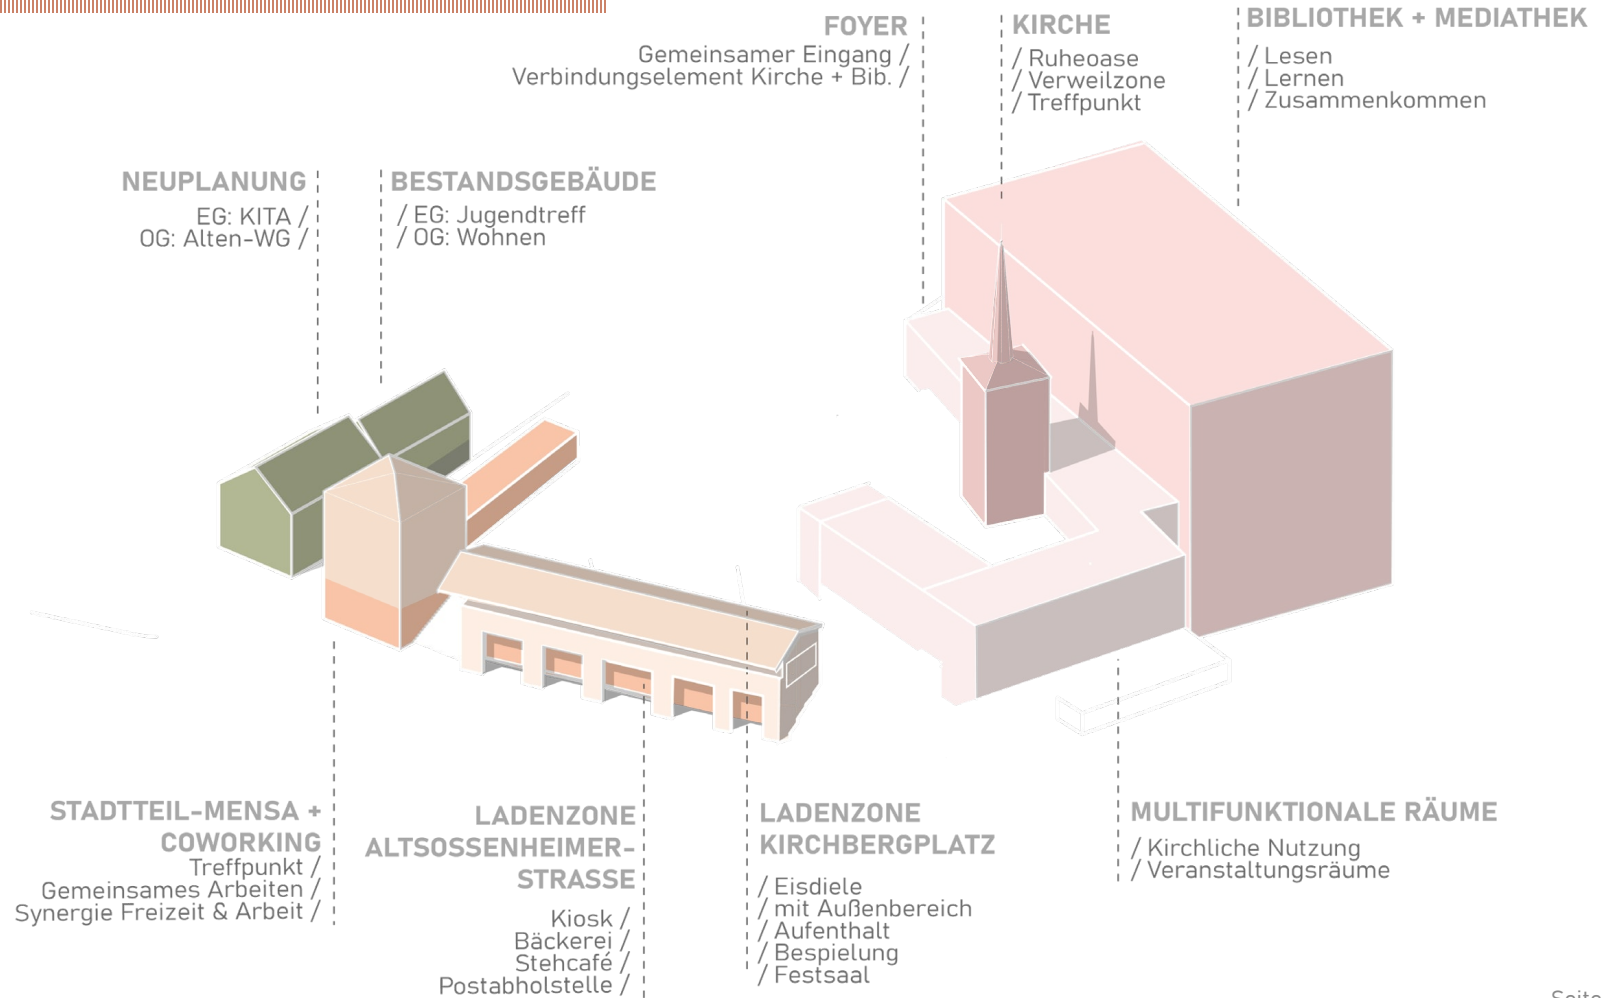 FOYER
Gemeinsamer Eingang /
Verbindungselement Kirche + Bib. /
KIRCHE
/ Ruheoase
/ Verweilzone
/ Treffpunkt
BIBLIOTHEK + MEDIATHEK
/ Lesen
/ Lernen
/ Zusammenkommen
NEUPLANUNG
EG: KITA /
OG: Alten-WG /
BESTANDSGEBÄUDE
/ EG: Jugendtreff
/ OG: Wohnen
STADTTEIL-MENSA +
COWORKING
Treffpunkt /
Gemeinsames Arbeiten /
Synergie Freizeit & Arbeit /
LADENZONE
ALTSOSSENHEIMER-
STRASSE
Kiosk /
Bäckerei /
Stehcafé /
Postabholstelle /
LADENZONE
KIRCHBERGPLATZ
/ Eisdiele
/ mit Außenbereich
/ Aufenthalt
/ Bespielung
/ Festsaal
MULTIFUNKTIONALE RÄUME
/ Kirchliche Nutzung
/ Veranstaltungsräume
Seite